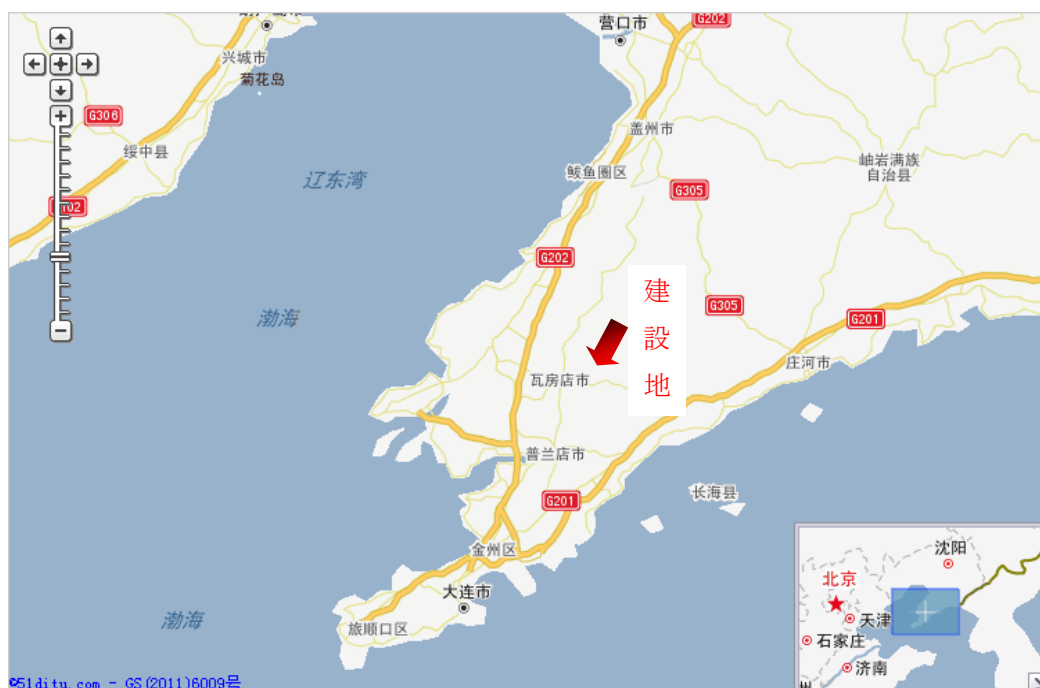 营口市
G202
兴城市
菊花岛
G306
盖州市
绥中县
岫岩满族
自治县
鲅鱼圈区
辽东湾
G305
G202
建
設
地
G305
渤海
G201
庄河市
瓦房店市
普兰店市
长海县
G201
金州区
沈阳
北京
大连市
天津
渤海
旅顺口区
石家庄
济南
©51ditu.com - GS(2011)6009号